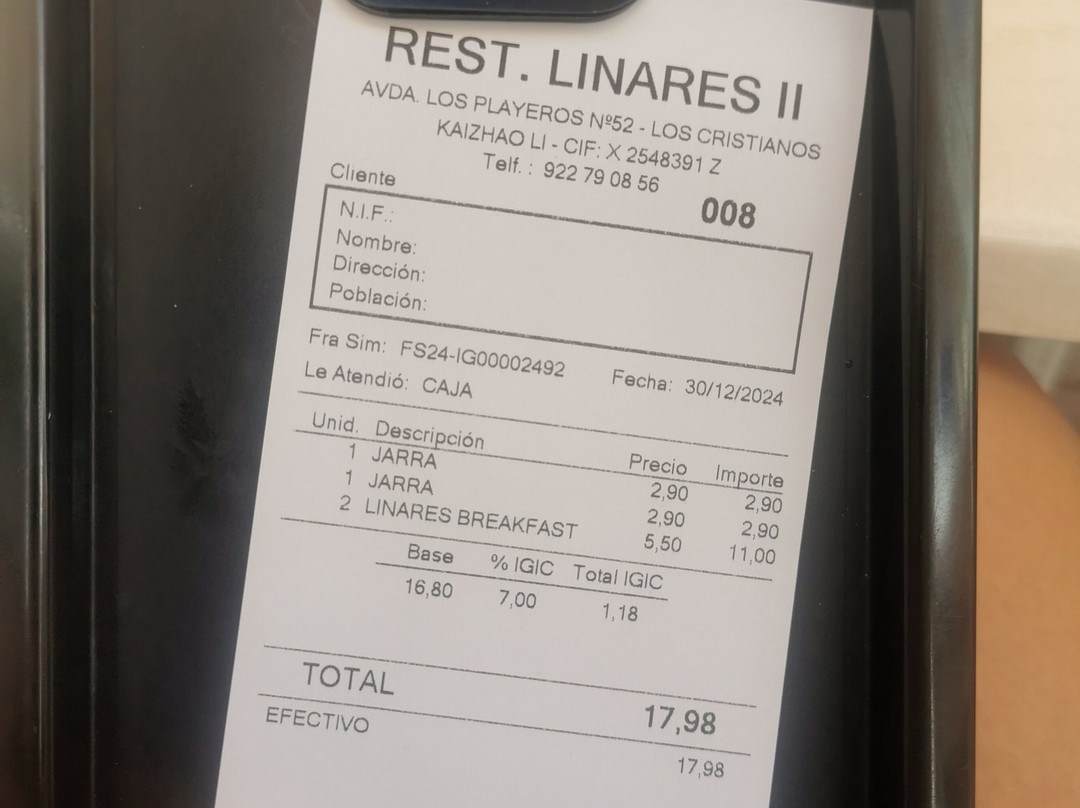 REST. LINARES II
AVDA. LOS PLAYEROS Nº52 - LOS CRISTIANOS
KAIZHAO LI - CIF: X 2548391 Z
Telf. : 922 79 08 56
Cliente 008
N.I.F.:
Nombre:
Dirección:
Población:
Fra Sim: FS24-IG00002492 Fecha: 30/12/2024
Le Atendió: CAJA
Unid. Descripción Precio Importe
1 JARRA 2,90 2,90
1 JARRA 2,90 2,90
2 LINARES BREAKFAST 5,50 11,00
Base % IGIC Total IGIC
16,80 7,00 1,18
TOTAL 17,98
EFECTIVO 17,98